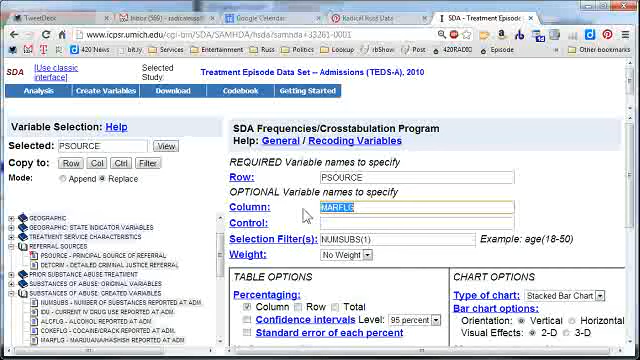 TweetDeck
Inbox (569) - radicalrussl
Google Calendar
Radical Russ Data
SDA - Treatment Episode
www.icpsr.umich.edu/cgi-bin/SDA/SAMHDA/hsda?samhda+33261-0001
420 News
bity
Services
Entertainment
Russ
Politics
Lookup
rbShow
Post
420RADIO
Evernote
b
SDA
[Use classic interface]
Selected Study:
Treatment Episode Data Set -- Admissions (TEDS-A), 2010
Analysis
Create Variables
Download
Codebook
Getting Started
Variable Selection: Help
Selected: PSOURCE View
Copy to: Row Col Ctrl Filter
Mode: Append Replace
GEOGRAPHIC
GEOGRAPHIC: STATE INDICATOR VARIABLES
TREATMENT SERVICE CHARACTERISTICS
REFERRAL SOURCES
PSOURCE - PRINCIPAL SOURCE OF REFERRAL
DETCRIM - DETAILED CRIMINAL JUSTICE REFERRAL
PRIOR SUBSTANCE ABUSE TREATMENT
SUBSTANCES OF ABUSE: ORIGINAL VARIABLES
SUBSTANCES OF ABUSE: CREATED VARIABLES
NUMSUBS - NUMBER OF SUBSTANCES REPORTED AT ADM
IDU - CURRENT IV DRUG USE REPORTED AT ADM
ALCFLG - ALCOHOL REPORTED AT ADM
COKEFLG - COCAINE/CRACK REPORTED AT ADM
MARFLG - MARIJUANA/HASHISH REPORTED AT ADM
SDA Frequencies/Crosstabulation Program
Help: General / Recoding Variables
REQUIRED Variable names to specify
Row: PSOURCE
OPTIONAL Variable names to specify
Column: MARFLG
Control:
Selection Filter(s): NUMSUBS(1) Example: age(18-50)
Weight: No Weight
TABLE OPTIONS
Percentaging:
Column Row Total
Confidence intervals Level: 95 percent
Standard error of each percent
CHART OPTIONS
Type of chart: Stacked Bar Chart
Bar chart options:
Orientation: Vertical Horizontal
Visual Effects: 2-D 3-D